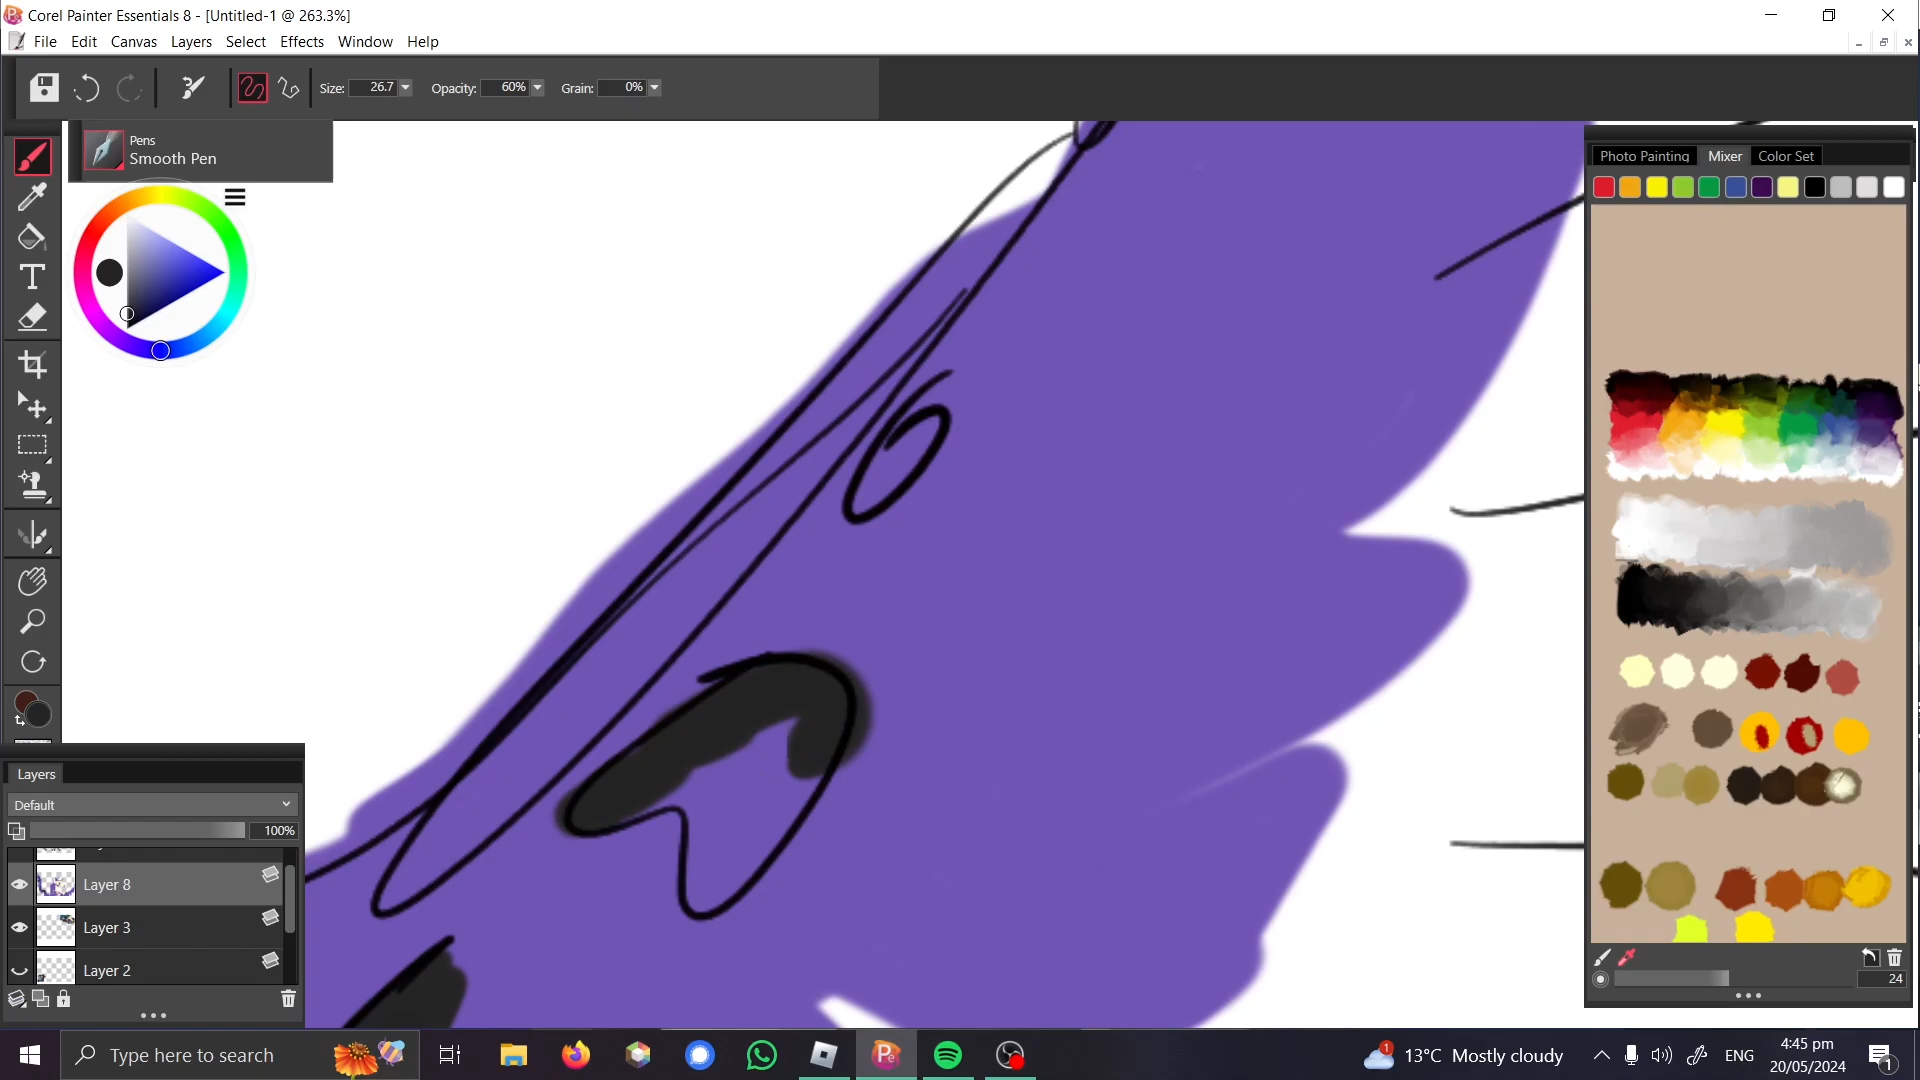 Corel Painter Essentials 8 - [Untitled-1 @ 263.3%]
File Edit Canvas Layers Select Effects Window Help
Size: 26.7 Opacity: 60% Grain: 0%
Pens
Smooth Pen
Photo Painting Mixer Color Set
Layers
Default
100%
Layer 8
Layer 3
Layer 2
24
Type here to search
13°C Mostly cloudy
ENG
4:45 pm
20/05/2024
1
1